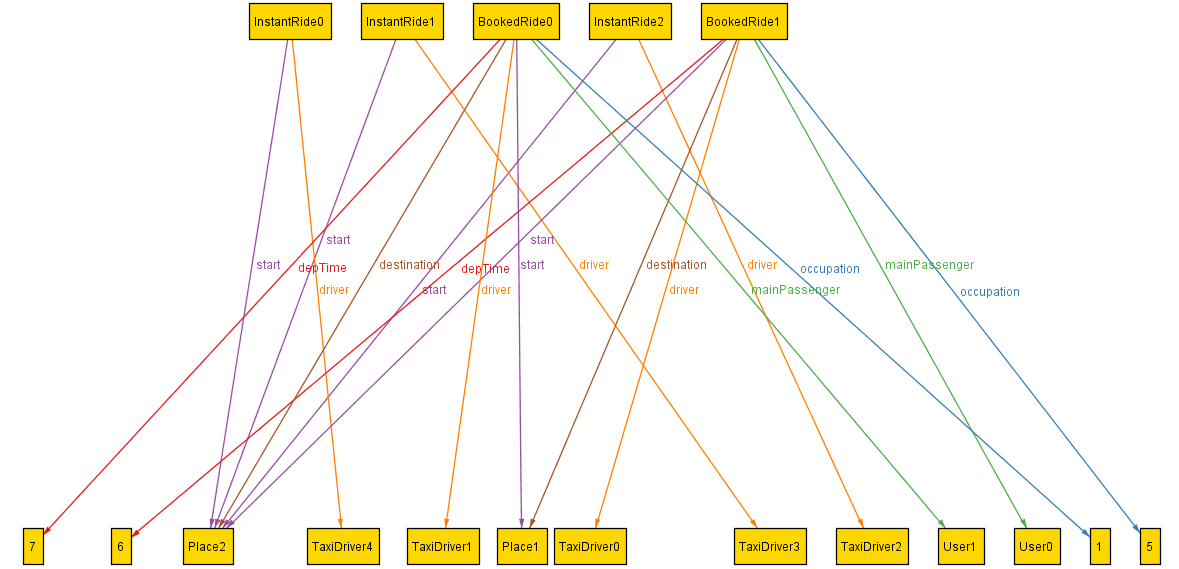 InstantRide0
InstantRide1
BookedRide0
InstantRide2
BookedRide1
start
start
start
depTime
destination
depTime
start
driver
destination
driver
occupation
mainPassenger
driver
start
driver
driver
mainPassenger
occupation
7
6
Place2
TaxiDriver4
TaxiDriver1
Place1
TaxiDriver0
TaxiDriver3
TaxiDriver2
User1
User0
1
5